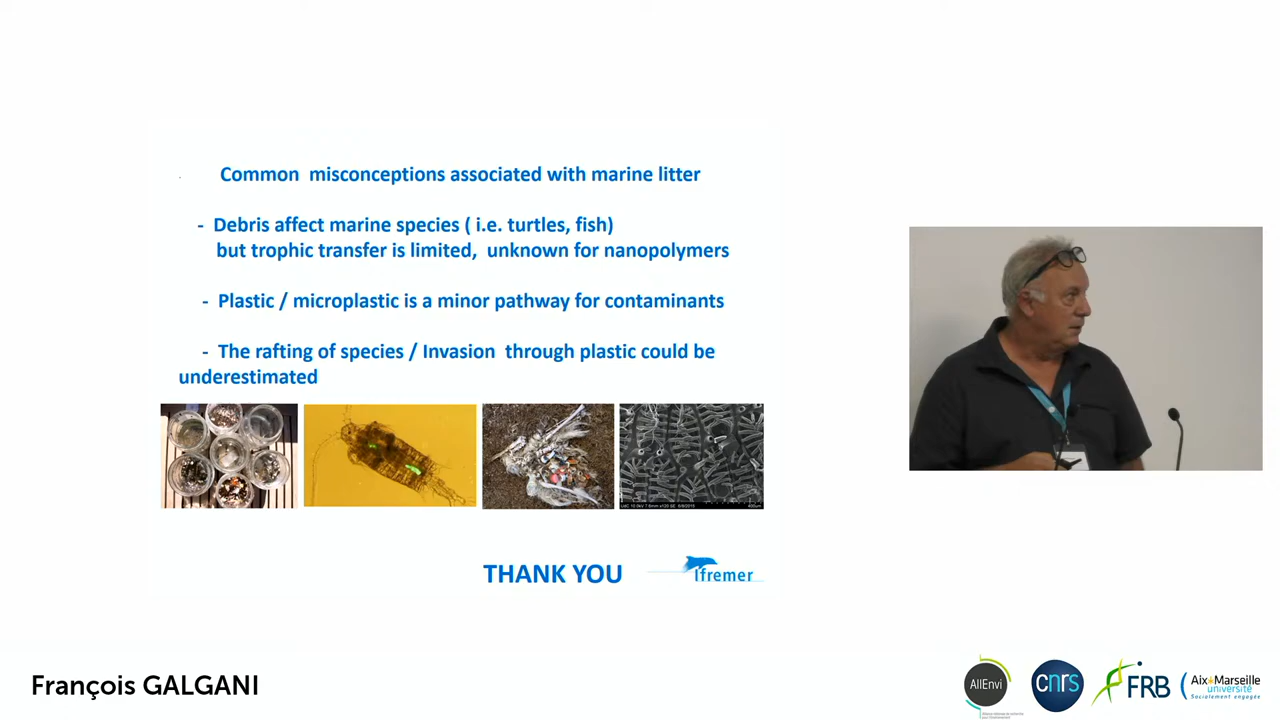 Common misconceptions associated with marine litter
- Debris affect marine species ( i.e. turtles, fish)
but trophic transfer is limited, unknown for nanopolymers
- Plastic / microplastic is a minor pathway for contaminants
- The rafting of species / Invasion through plastic could be
underestimated
THANK YOU
Ifremer
François GALGANI
AllEnvi
cnrs
FRB
Aix*Marseille
université
Socialement engagée